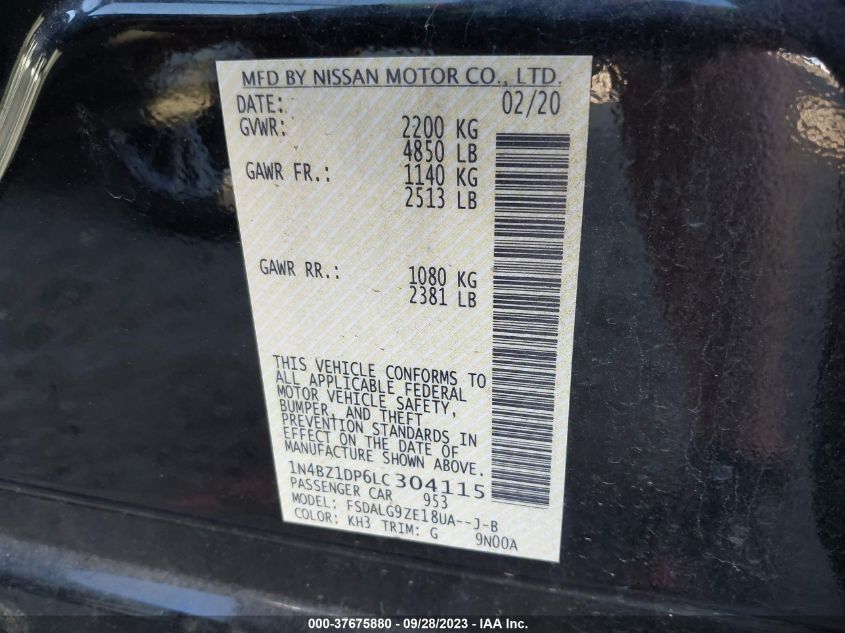 MFD BY NISSAN MOTOR CO., LTD.
DATE: 02/20
GVWR: 2200 KG
4850 LB
GAWR FR.: 1140 KG
2513 LB
GAWR RR.: 1080 KG
2381 LB
THIS VEHICLE CONFORMS TO
ALL APPLICABLE FEDERAL
MOTOR VEHICLE SAFETY,
BUMPER, AND THEFT
PREVENTION STANDARDS IN
EFFECT ON THE DATE OF
MANUFACTURE SHOWN ABOVE.
1N4BZ1DP6LC 304115
PASSENGER CAR 953
MODEL: FSDALG9ZE18UA--J-B
COLOR: KH3 TRIM: G 9N00A
000-37675880 - 09/28/2023 - IAA Inc.